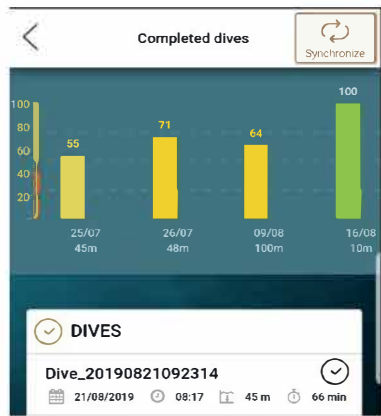 Completed dives
Synchronize
100
100
80
71
64
60
55
40
20
25/07 26/07 09/08 16/08
45m 48m 100m 10m
DIVES
Dive_20190821092314
21/08/2019 08:17 45 m 66 min